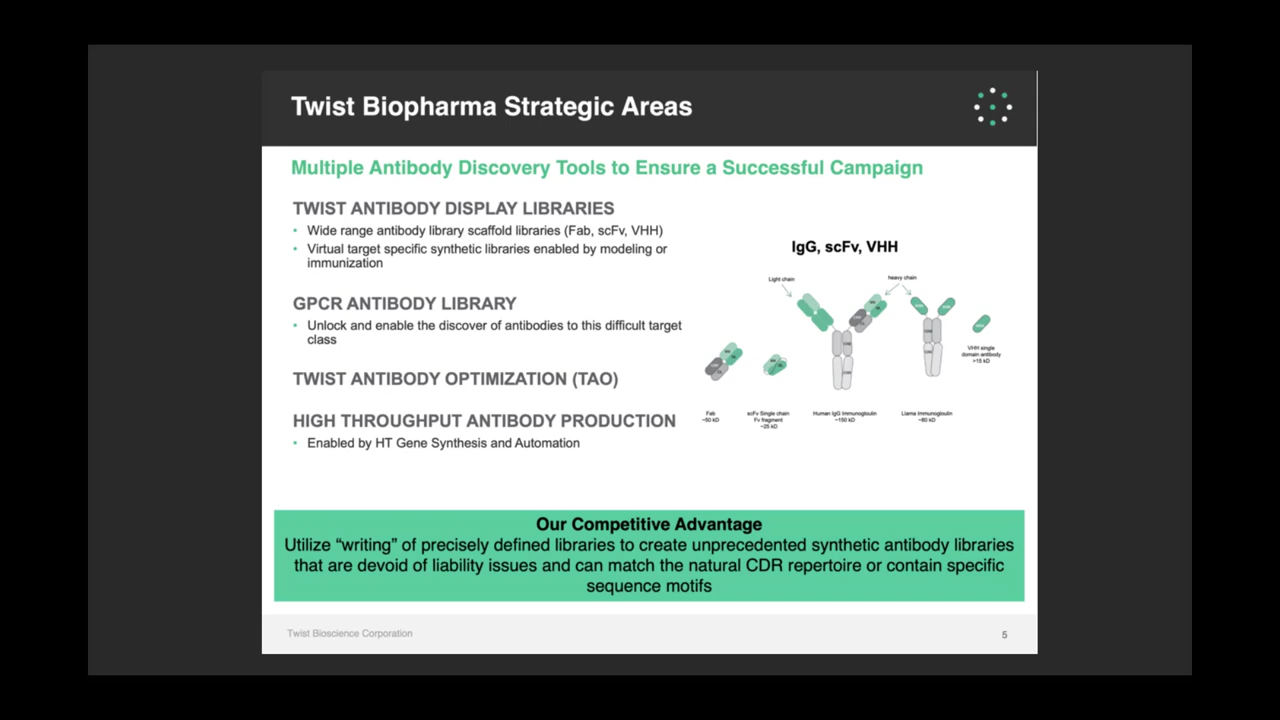 Twist Biopharma Strategic Areas
Multiple Antibody Discovery Tools to Ensure a Successful Campaign
TWIST ANTIBODY DISPLAY LIBRARIES
• Wide range antibody library scaffold libraries (Fab, scFv, VHH)
• Virtual target specific synthetic libraries enabled by modeling or
immunization
GPCR ANTIBODY LIBRARY
• Unlock and enable the discover of antibodies to this difficult target
class
TWIST ANTIBODY OPTIMIZATION (TAO)
HIGH THROUGHPUT ANTIBODY PRODUCTION
• Enabled by HT Gene Synthesis and Automation
IgG, scFv, VHH
Light chain
heavy chain
VHH single
domain antibody
~15 kD
Fab
~50 kD
scFv Single chain
Fv fragment
~25 kD
Human IgG Immunogloulin
~150 kD
Llama Immunoglobulin
~80 kD
Our Competitive Advantage
Utilize “writing” of precisely defined libraries to create unprecedented synthetic antibody libraries
that are devoid of liability issues and can match the natural CDR repertoire or contain specific
sequence motifs
Twist Bioscience Corporation
5